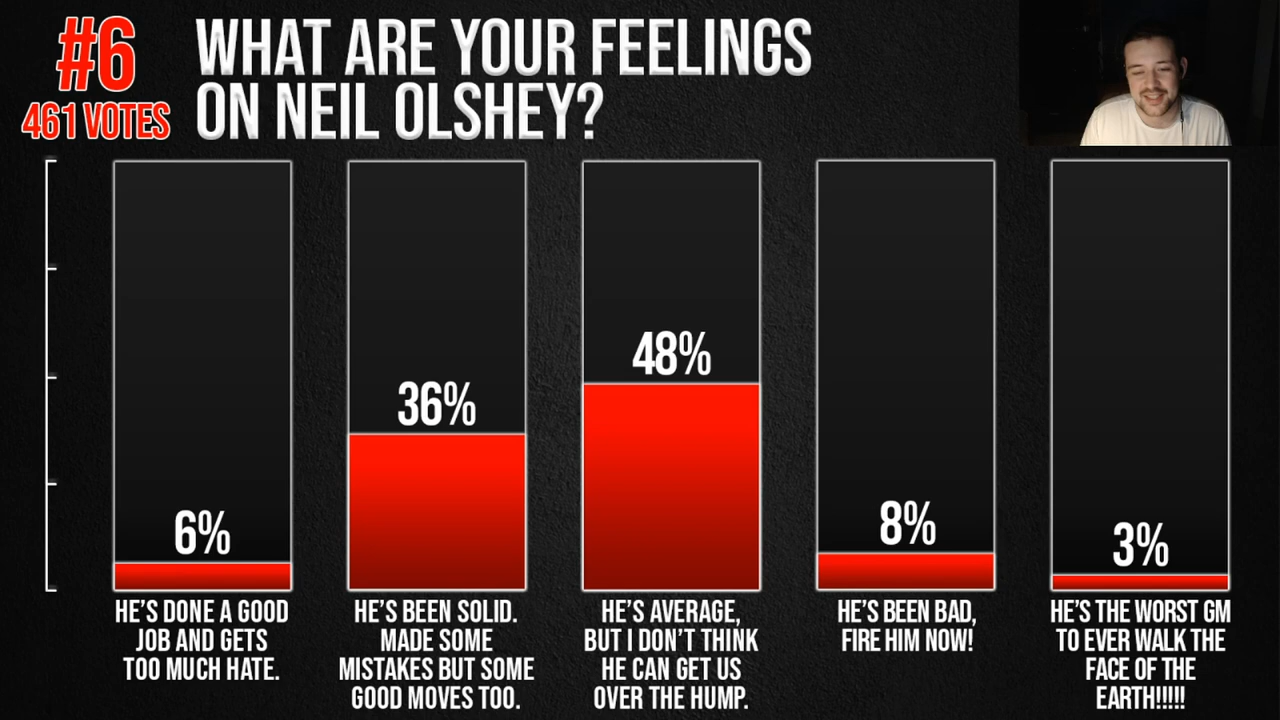 #6
461 VOTES
WHAT ARE YOUR FEELINGS
ON NEIL OLSHEY?
6%
36%
48%
8%
3%
HE'S DONE A GOOD
JOB AND GETS
TOO MUCH HATE.
HE'S BEEN SOLID.
MADE SOME
MISTAKES BUT SOME
GOOD MOVES TOO.
HE'S AVERAGE,
BUT I DON'T THINK
HE CAN GET US
OVER THE HUMP.
HE'S BEEN BAD,
FIRE HIM NOW!
HE'S THE WORST GM
TO EVER WALK THE
FACE OF THE
EARTH!!!!!